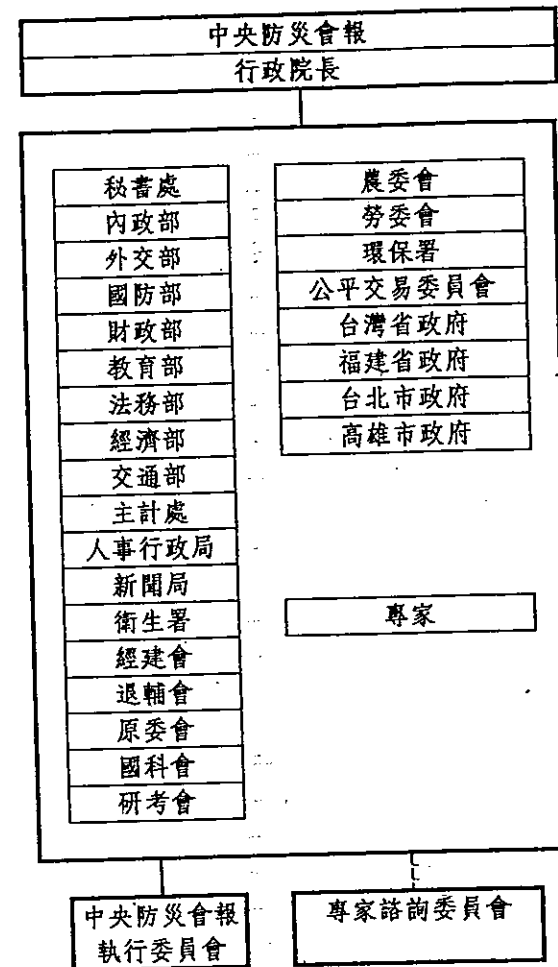 中央防災會報
行政院長
秘書處
內政部
外交部
國防部
財政部
教育部
法務部
經濟部
交通部
主計處
人事行政局
新聞局
衛生署
經建會
退輔會
原委會
國科會
研考會
農委會
勞委會
環保署
公平交易委員會
台灣省政府
福建省政府
台北市政府
高雄市政府
專家
中央防災會報
執行委員會
專家諮詢委員會